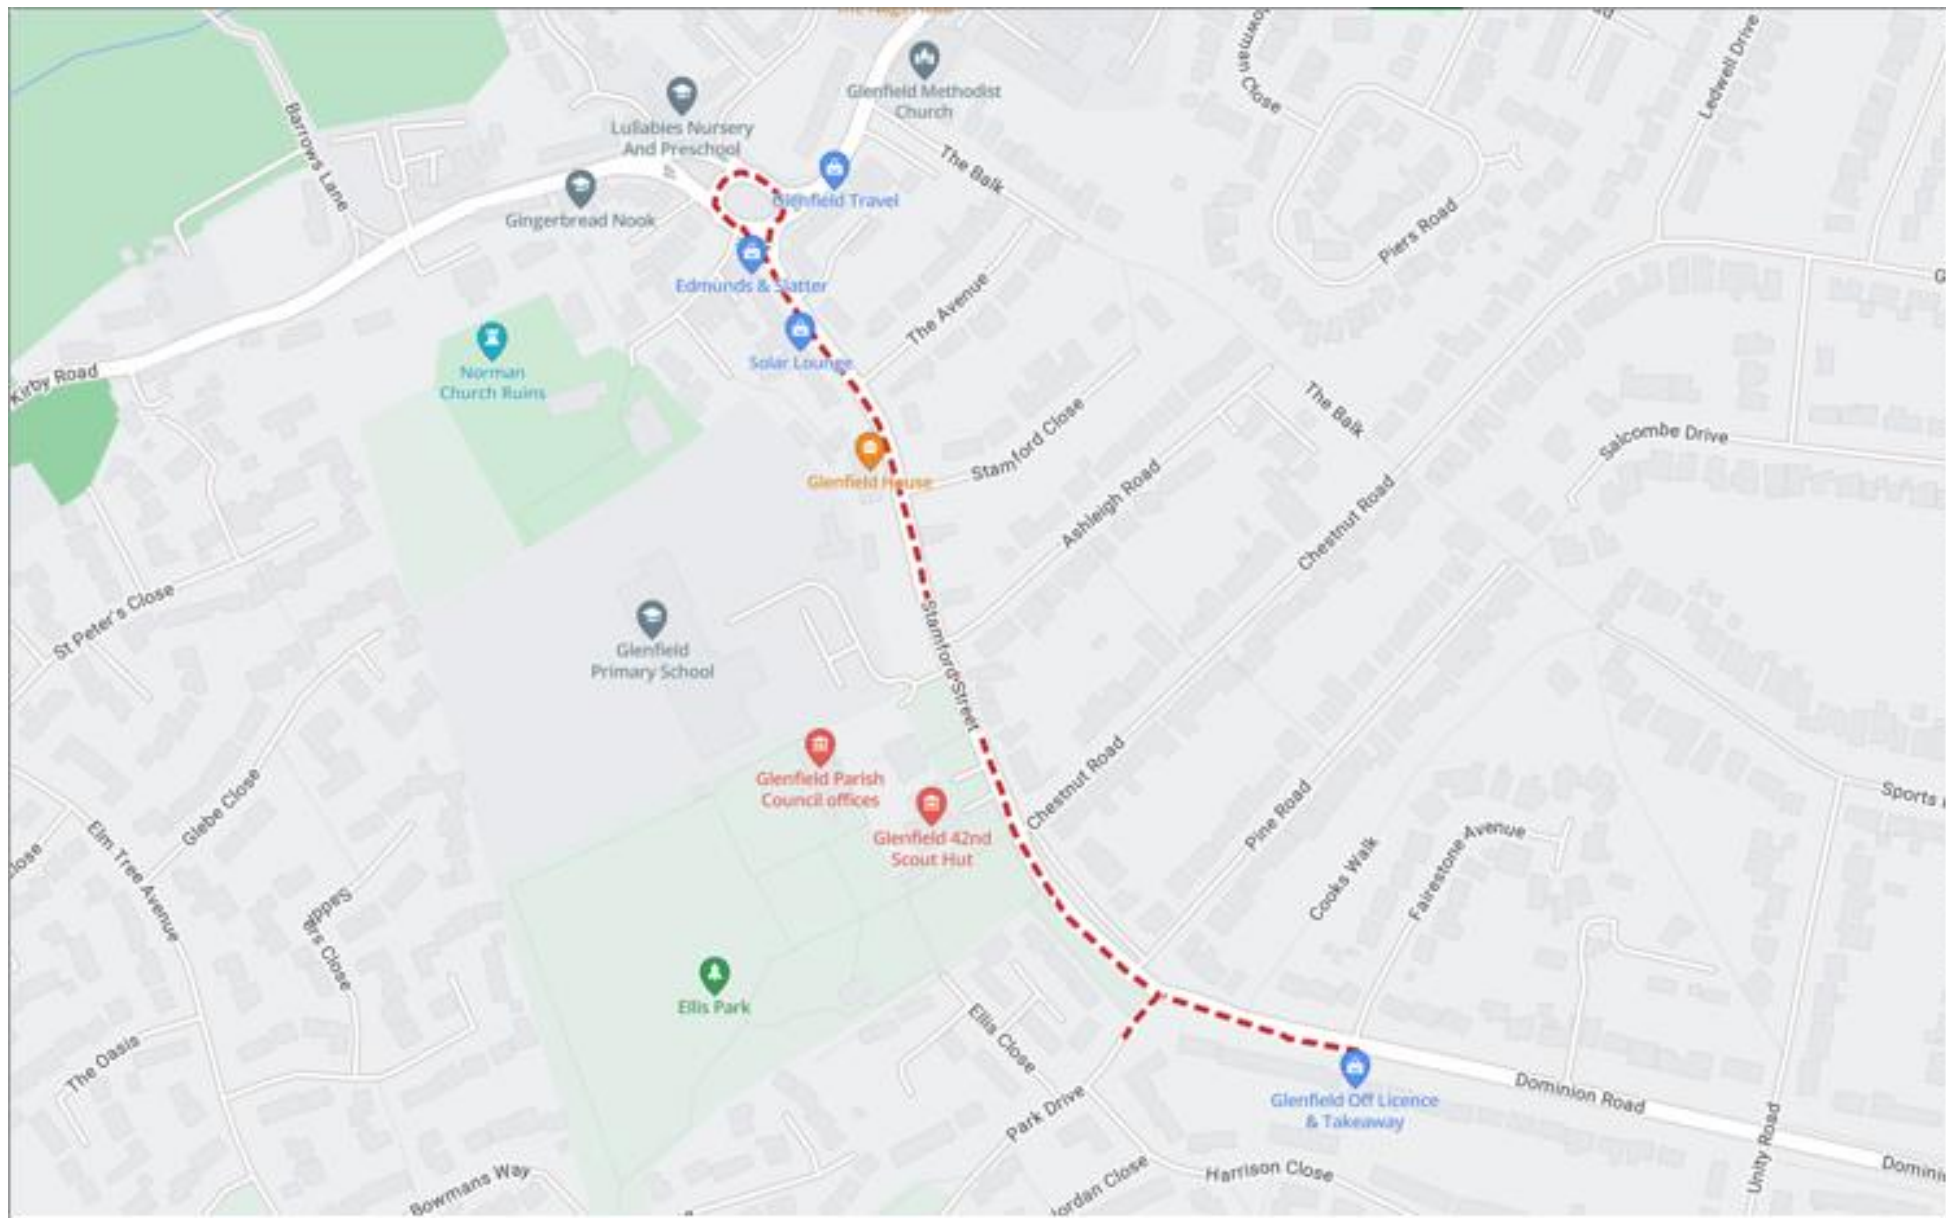 Glenfield Methodist
Church
Lullabies Nursery
And Preschool
Barrows Lane
The Balk
Glenfield Travel
Gingerbread Nook
Edmunds & Slatter
The Avenue
Solar Lounge
Norman
Church Ruins
Kirby Road
Glenfield House
Stamford Close
Ashleigh Road
Piers Road
Ledwell Drive
The Balk
Salcombe Drive
Chestnut Road
St Peter's Close
Glenfield
Primary School
Stamford Street
Glenfield Parish
Council offices
Glenfield 42nd
Scout Hut
Chestnut Road
Pine Road
Cooks Walk
Fairestone Avenue
Sports
Glebe Close
Elm Tree Avenue
Sadd
ers Close
Ellis Park
Ellis Close
The Oasis
Park Drive
Glenfield Off Licence
& Takeaway
Dominion Road
Unity Road
Harrison Close
Bowmans Way
Close